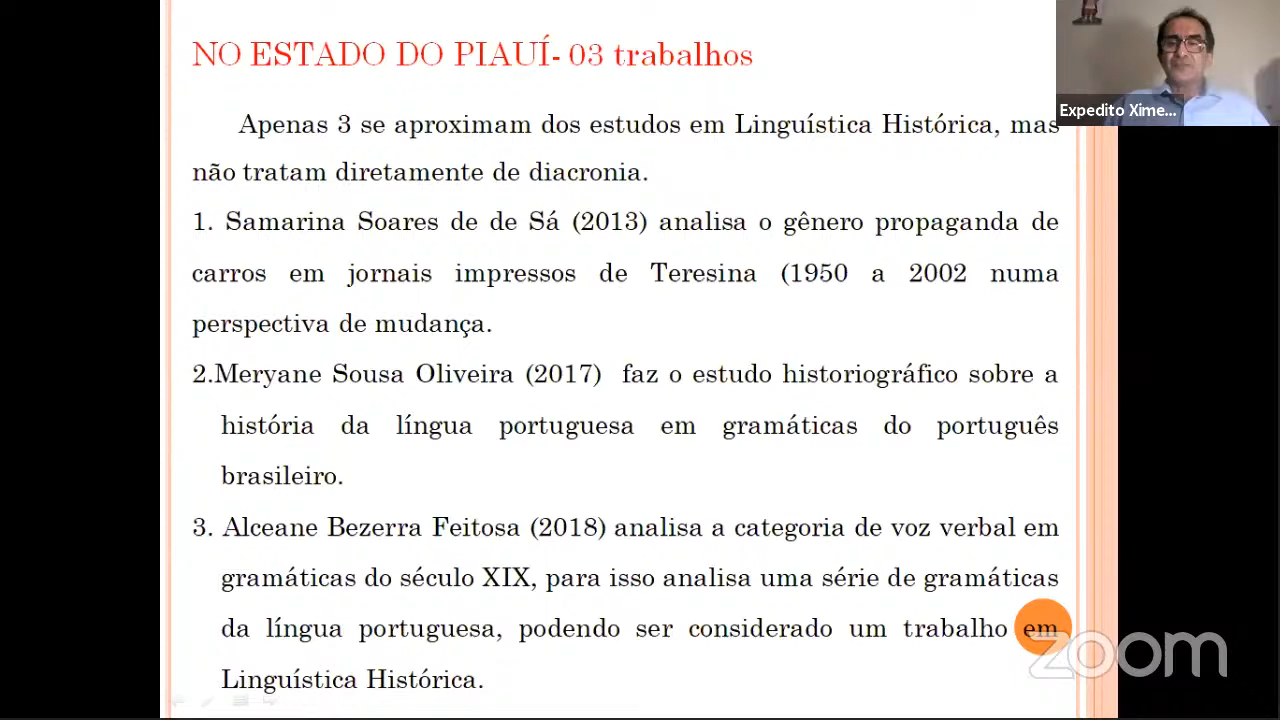 NO ESTADO DO PIAUÍ- 03 trabalhos
Expedito Xime...
Apenas 3 se aproximam dos estudos em Linguística Histórica, mas
não tratam diretamente de diacronia.
1. Samarina Soares de de Sá (2013) analisa o gênero propaganda de
carros em jornais impressos de Teresina (1950 a 2002 numa
perspectiva de mudança.
2.Meryane Sousa Oliveira (2017) faz o estudo historiográfico sobre a
história da língua portuguesa em gramáticas do português
brasileiro.
3. Alceane Bezerra Feitosa (2018) analisa a categoria de voz verbal em
gramáticas do século XIX, para isso analisa uma série de gramáticas
da língua portuguesa, podendo ser considerado um trabalho em
Linguística Histórica.
zoom